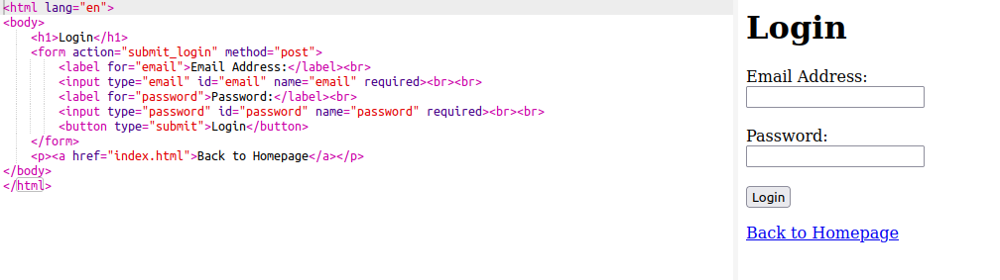 <html lang="en">
<body>
<h1>Login</h1>
<form action="submit_login" method="post">
<label for="email">Email Address:</label><br>
<input type="email" id="email" name="email" required><br><br>
<label for="password">Password:</label><br>
<input type="password" id="password" name="password" required><br><br>
<button type="submit">Login</button>
</form>
<p><a href="index.html">Back to Homepage</a></p>
</body>
</html>
Login
Email Address:
Password:
Login
Back to Homepage